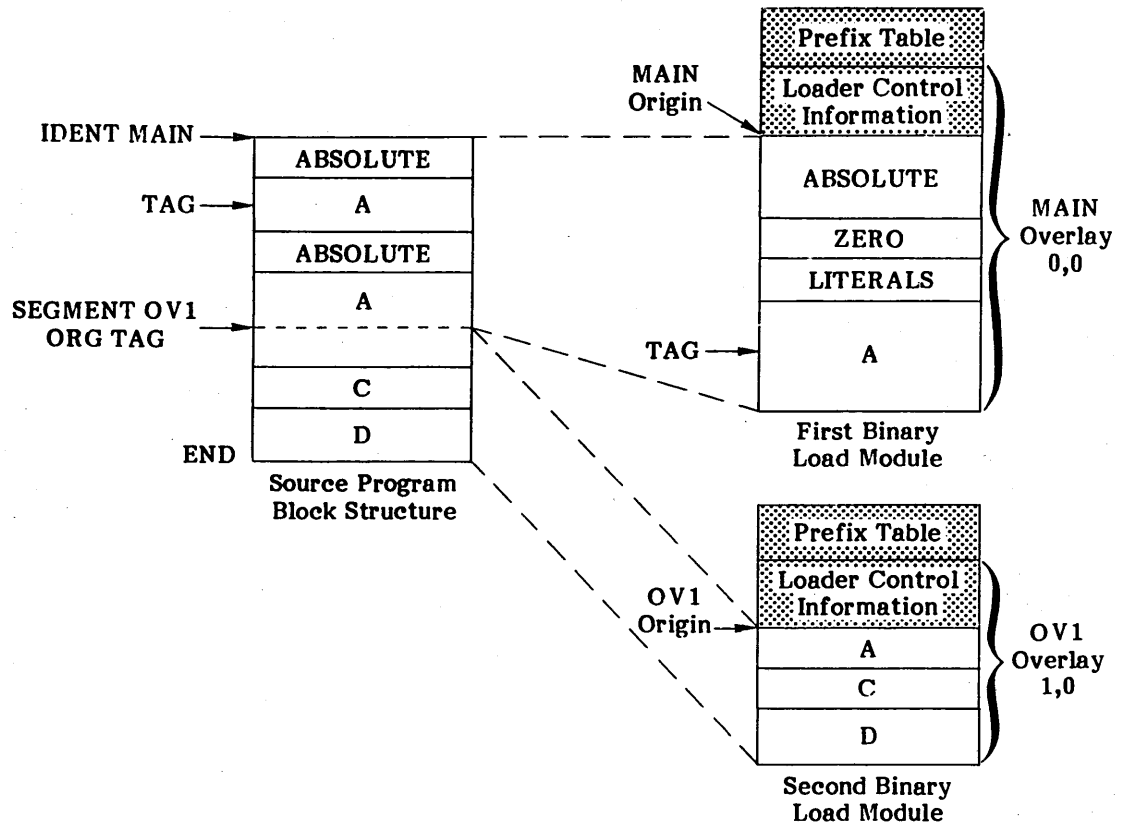 IDENT MAIN
ABSOLUTE
TAG
A
ABSOLUTE
A
SEGMENT OV1
ORG TAG
C
D
END
Source Program
Block Structure
Prefix Table
MAIN
Origin
Loader Control
Information
ABSOLUTE
ZERO
LITERALS
TAG
A
MAIN
Overlay
0,0
First Binary
Load Module
Prefix Table
Loader Control
Information
OV1
Origin
A
C
D
OV1
Overlay
1,0
Second Binary
Load Module